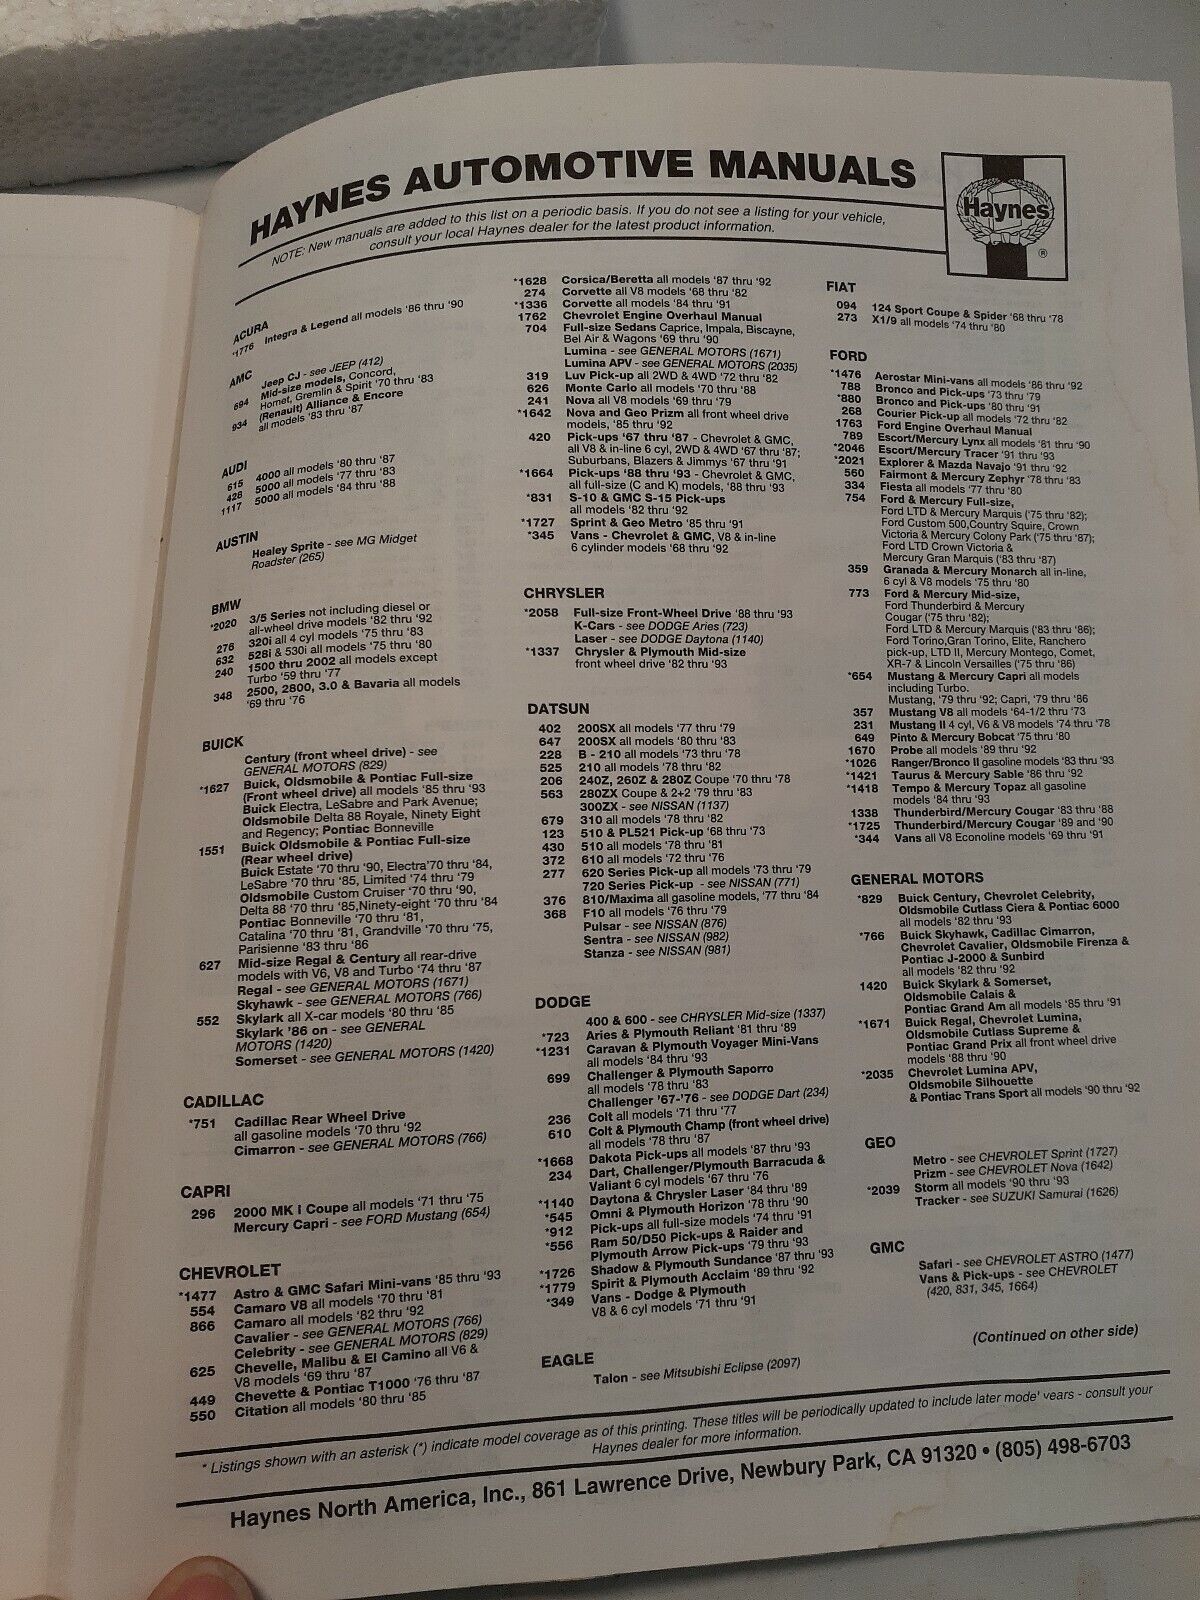 HAYNES AUTOMOTIVE MANUALS
NOTE: New manuals are added to this list on a periodic basis. If you do not see a listing for your vehicle,
consult your local Haynes dealer for the latest product information.
Haynes
®
ACURA
*1776 Integra & Legend all models '86 thru '90
AMC
Jeep CJ - see JEEP (412)
694 Mid-size models, Concord,
Hornet, Gremlin & Spirit '70 thru '83
934 (Renault) Alliance & Encore
all models '83 thru '87
AUDI
615 4000 all models '80 thru '87
428 5000 all models '77 thru '83
1117 5000 all models '84 thru '88
AUSTIN
Healey Sprite - see MG Midget
Roadster (265)
BMW
*2020 3/5 Series not including diesel or
all-wheel drive models '82 thru '92
276 320i all 4 cyl models '75 thru '83
632 528i & 530i all models '75 thru '80
240 1500 thru 2002 all models except
Turbo '59 thru '77
348 2500, 2800, 3.0 & Bavaria all models
'69 thru '76
BUICK
Century (front wheel drive) - see
GENERAL MOTORS (829)
*1627 Buick, Oldsmobile & Pontiac Full-size
(Front wheel drive) all models '85 thru '93
Buick Electra, LeSabre and Park Avenue;
Oldsmobile Delta 88 Royale, Ninety Eight
and Regency; Pontiac Bonneville
1551 Buick Oldsmobile & Pontiac Full-size
(Rear wheel drive)
Buick Estate '70 thru '90, Electra'70 thru '84,
LeSabre '70 thru '85, Limited '74 thru '79
Oldsmobile Custom Cruiser '70 thru '90,
Delta 88 '70 thru '85,Ninety-eight '70 thru '84
Pontiac Bonneville '70 thru '81,
Catalina '70 thru '81, Grandville '70 thru '75,
Parisienne '83 thru '86
627 Mid-size Regal & Century all rear-drive
models with V6, V8 and Turbo '74 thru '87
Regal - see GENERAL MOTORS (1671)
Skyhawk - see GENERAL MOTORS (766)
552 Skylark all X-car models '80 thru '85
Skylark '86 on - see GENERAL
MOTORS (1420)
Somerset - see GENERAL MOTORS (1420)
CADILLAC
*751 Cadillac Rear Wheel Drive
all gasoline models '70 thru '92
Cimarron - see GENERAL MOTORS (766)
CAPRI
296 2000 MK I Coupe all models '71 thru '75
Mercury Capri - see FORD Mustang (654)
CHEVROLET
*1477 Astro & GMC Safari Mini-vans '85 thru '93
554 Camaro V8 all models '70 thru '81
866 Camaro all models '82 thru '92
Cavalier - see GENERAL MOTORS (766)
Celebrity - see GENERAL MOTORS (829)
625 Chevelle, Malibu & El Camino all V6 &
V8 models '69 thru '87
449 Chevette & Pontiac T1000 '76 thru '87
550 Citation all models '80 thru '85
*1628 Corsica/Beretta all models '87 thru '92
274 Corvette all V8 models '68 thru '82
*1336 Corvette all models '84 thru '91
1762 Chevrolet Engine Overhaul Manual
704 Full-size Sedans Caprice, Impala, Biscayne,
Bel Air & Wagons '69 thru '90
Lumina - see GENERAL MOTORS (1671)
Lumina APV - see GENERAL MOTORS (2035)
319 Luv Pick-up all 2WD & 4WD '72 thru '82
626 Monte Carlo all models '70 thru '88
241 Nova all V8 models '69 thru '79
*1642 Nova and Geo Prizm all front wheel drive
models, '85 thru '92
420 Pick-ups '67 thru '87 - Chevrolet & GMC,
all V8 & in-line 6 cyl, 2WD & 4WD '67 thru '87;
Suburbans, Blazers & Jimmys '67 thru '91
*1664 Pick-ups '88 thru '93 - Chevrolet & GMC,
all full-size (C and K) models, '88 thru '93
*831 S-10 & GMC S-15 Pick-ups
all models '82 thru '92
*1727 Sprint & Geo Metro '85 thru '91
*345 Vans - Chevrolet & GMC, V8 & in-line
6 cylinder models '68 thru '92
CHRYSLER
*2058 Full-size Front-Wheel Drive '88 thru '93
K-Cars - see DODGE Aries (723)
Laser - see DODGE Daytona (1140)
*1337 Chrysler & Plymouth Mid-size
front wheel drive '82 thru '93
DATSUN
402 200SX all models '77 thru '79
647 200SX all models '80 thru '83
228 B - 210 all models '73 thru '78
525 210 all models '78 thru '82
206 240Z, 260Z & 280Z Coupe '70 thru '78
563 280ZX Coupe & 2+2 '79 thru '83
300ZX - see NISSAN (1137)
679 310 all models '78 thru '82
123 510 & PL521 Pick-up '68 thru '73
430 510 all models '78 thru '81
372 610 all models '72 thru '76
277 620 Series Pick-up all models '73 thru '79
720 Series Pick-up - see NISSAN (771)
376 810/Maxima all gasoline models, '77 thru '84
368 F10 all models '76 thru '79
Pulsar - see NISSAN (876)
Sentra - see NISSAN (982)
Stanza - see NISSAN (981)
DODGE
400 & 600 - see CHRYSLER Mid-size (1337)
*723 Aries & Plymouth Reliant '81 thru '89
*1231 Caravan & Plymouth Voyager Mini-Vans
all models '84 thru '93
699 Challenger & Plymouth Saporro
all models '78 thru '83
Challenger '67-'76 - see DODGE Dart (234)
236 Colt all models '71 thru '77
610 Colt & Plymouth Champ (front wheel drive)
all models '78 thru '87
*1668 Dakota Pick-ups all models '87 thru '93
234 Dart, Challenger/Plymouth Barracuda &
Valiant 6 cyl models '67 thru '76
*1140 Daytona & Chrysler Laser '84 thru '89
*545 Omni & Plymouth Horizon '78 thru '90
*912 Pick-ups all full-size models '74 thru '91
*556 Ram 50/D50 Pick-ups & Raider and
Plymouth Arrow Pick-ups '79 thru '93
*1726 Shadow & Plymouth Sundance '87 thru '93
*1779 Spirit & Plymouth Acclaim '89 thru '92
*349 Vans - Dodge & Plymouth
V8 & 6 cyl models '71 thru '91
EAGLE
Talon - see Mitsubishi Eclipse (2097)
FIAT
094 124 Sport Coupe & Spider '68 thru '78
273 X1/9 all models '74 thru '80
FORD
*1476 Aerostar Mini-vans all models '86 thru '92
788 Bronco and Pick-ups '73 thru '79
*880 Bronco and Pick-ups '80 thru '91
268 Courier Pick-up all models '72 thru '82
1763 Ford Engine Overhaul Manual
789 Escort/Mercury Lynx all models '81 thru '90
*2046 Escort/Mercury Tracer '91 thru '93
*2021 Explorer & Mazda Navajo '91 thru '92
560 Fairmont & Mercury Zephyr '78 thru '83
334 Fiesta all models '77 thru '80
754 Ford & Mercury Full-size,
Ford LTD & Mercury Marquis ('75 thru '82);
Ford Custom 500,Country Squire, Crown
Victoria & Mercury Colony Park ('75 thru '87);
Ford LTD Crown Victoria &
Mercury Gran Marquis ('83 thru '87)
359 Granada & Mercury Monarch all in-line,
6 cyl & V8 models '75 thru '80
773 Ford & Mercury Mid-size,
Ford Thunderbird & Mercury
Cougar ('75 thru '82);
Ford LTD & Mercury Marquis ('83 thru '86);
Ford Torino,Gran Torino, Elite, Ranchero
pick-up, LTD II, Mercury Montego, Comet,
XR-7 & Lincoln Versailles ('75 thru '86)
*654 Mustang & Mercury Capri all models
including Turbo.
Mustang, '79 thru '92; Capri, '79 thru '86
357 Mustang V8 all models '64-1/2 thru '73
231 Mustang II 4 cyl, V6 & V8 models '74 thru '78
649 Pinto & Mercury Bobcat '75 thru '80
1670 Probe all models '89 thru '92
*1026 Ranger/Bronco II gasoline models '83 thru '93
*1421 Taurus & Mercury Sable '86 thru '92
*1418 Tempo & Mercury Topaz all gasoline
models '84 thru '93
1338 Thunderbird/Mercury Cougar '83 thru '88
*1725 Thunderbird/Mercury Cougar '89 and '90
*344 Vans all V8 Econoline models '69 thru '91
GENERAL MOTORS
*829 Buick Century, Chevrolet Celebrity,
Oldsmobile Cutlass Ciera & Pontiac 6000
all models '82 thru '93
*766 Buick Skyhawk, Cadillac Cimarron,
Chevrolet Cavalier, Oldsmobile Firenza &
Pontiac J-2000 & Sunbird
all models '82 thru '92
1420 Buick Skylark & Somerset,
Oldsmobile Calais &
Pontiac Grand Am all models '85 thru '91
*1671 Buick Regal, Chevrolet Lumina,
Oldsmobile Cutlass Supreme &
Pontiac Grand Prix all front wheel drive
models '88 thru '90
*2035 Chevrolet Lumina APV,
Oldsmobile Silhouette
& Pontiac Trans Sport all models '90 thru '92
GEO
Metro - see CHEVROLET Sprint (1727)
Prizm - see CHEVROLET Nova (1642)
*2039 Storm all models '90 thru '93
Tracker - see SUZUKI Samurai (1626)
GMC
Safari - see CHEVROLET ASTRO (1477)
Vans & Pick-ups - see CHEVROLET
(420, 831, 345, 1664)
(Continued on other side)
* Listings shown with an asterisk (*) indicate model coverage as of this printing. These titles will be periodically updated to include later mode' years - consult your
Haynes dealer for more information.
Haynes North America, Inc., 861 Lawrence Drive, Newbury Park, CA 91320 • (805) 498-6703